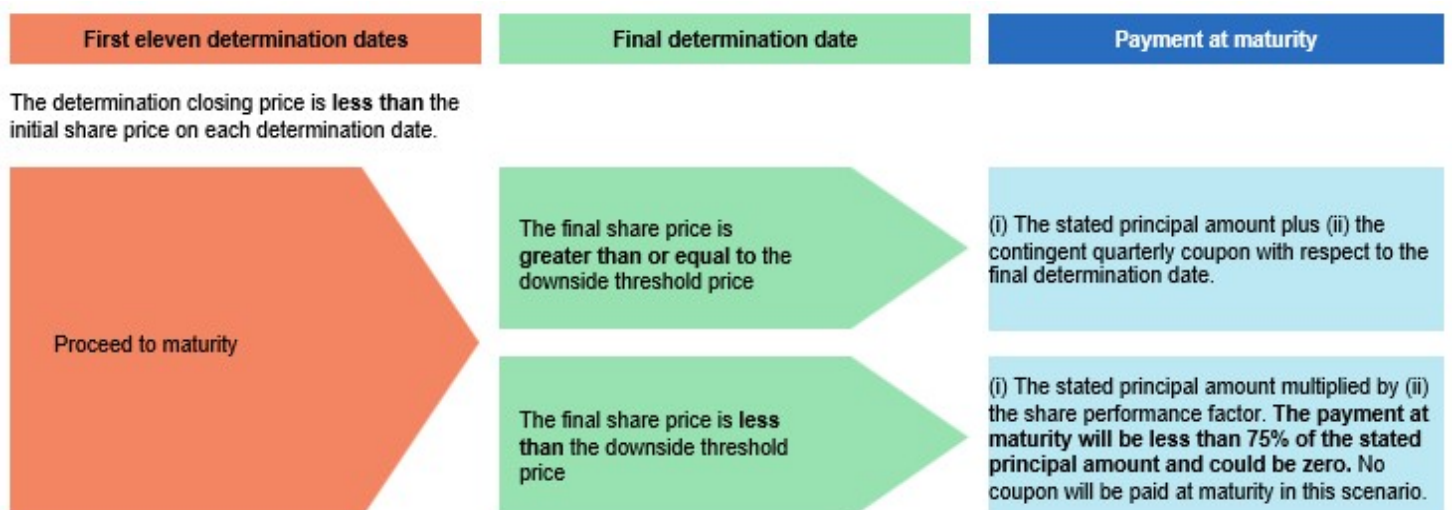 First eleven determination dates
Final determination date
Payment at maturity
The determination closing price is less than the
initial share price on each determination date.
Proceed to maturity
The final share price is
greater than or equal to the
downside threshold price
(i) The stated principal amount plus (ii) the
contingent quarterly coupon with respect to the
final determination date.
The final share price is less
than the downside threshold
price
(i) The stated principal amount multiplied by (ii)
the share performance factor. The payment at
maturity will be less than 75% of the stated
principal amount and could be zero. No
coupon will be paid at maturity in this scenario.